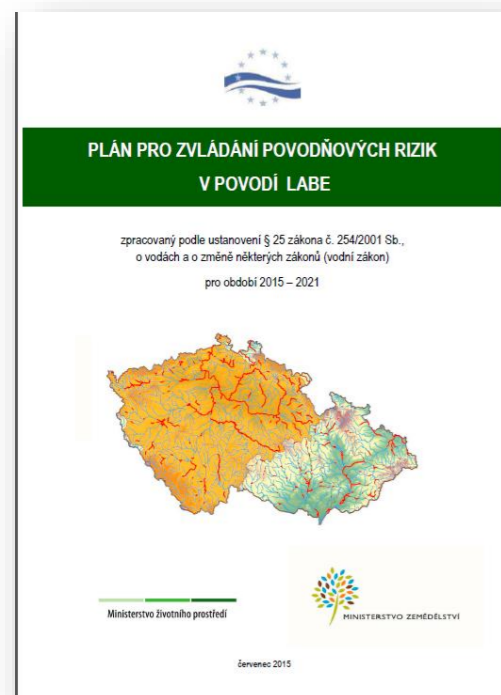 PLÁN PRO ZVLÁDÁNÍ POVODŇOVÝCH RIZIK
V POVODÍ LABE
zpracovaný podle ustanovení § 25 zákona č. 254/2001 Sb.,
o vodách a o změně některých zákonů (vodní zákon)
pro období 2015 – 2021
Ministerstvo životního prostředí
MINISTERSTVO ZEMĚDĚLSTVÍ
červenec 2015